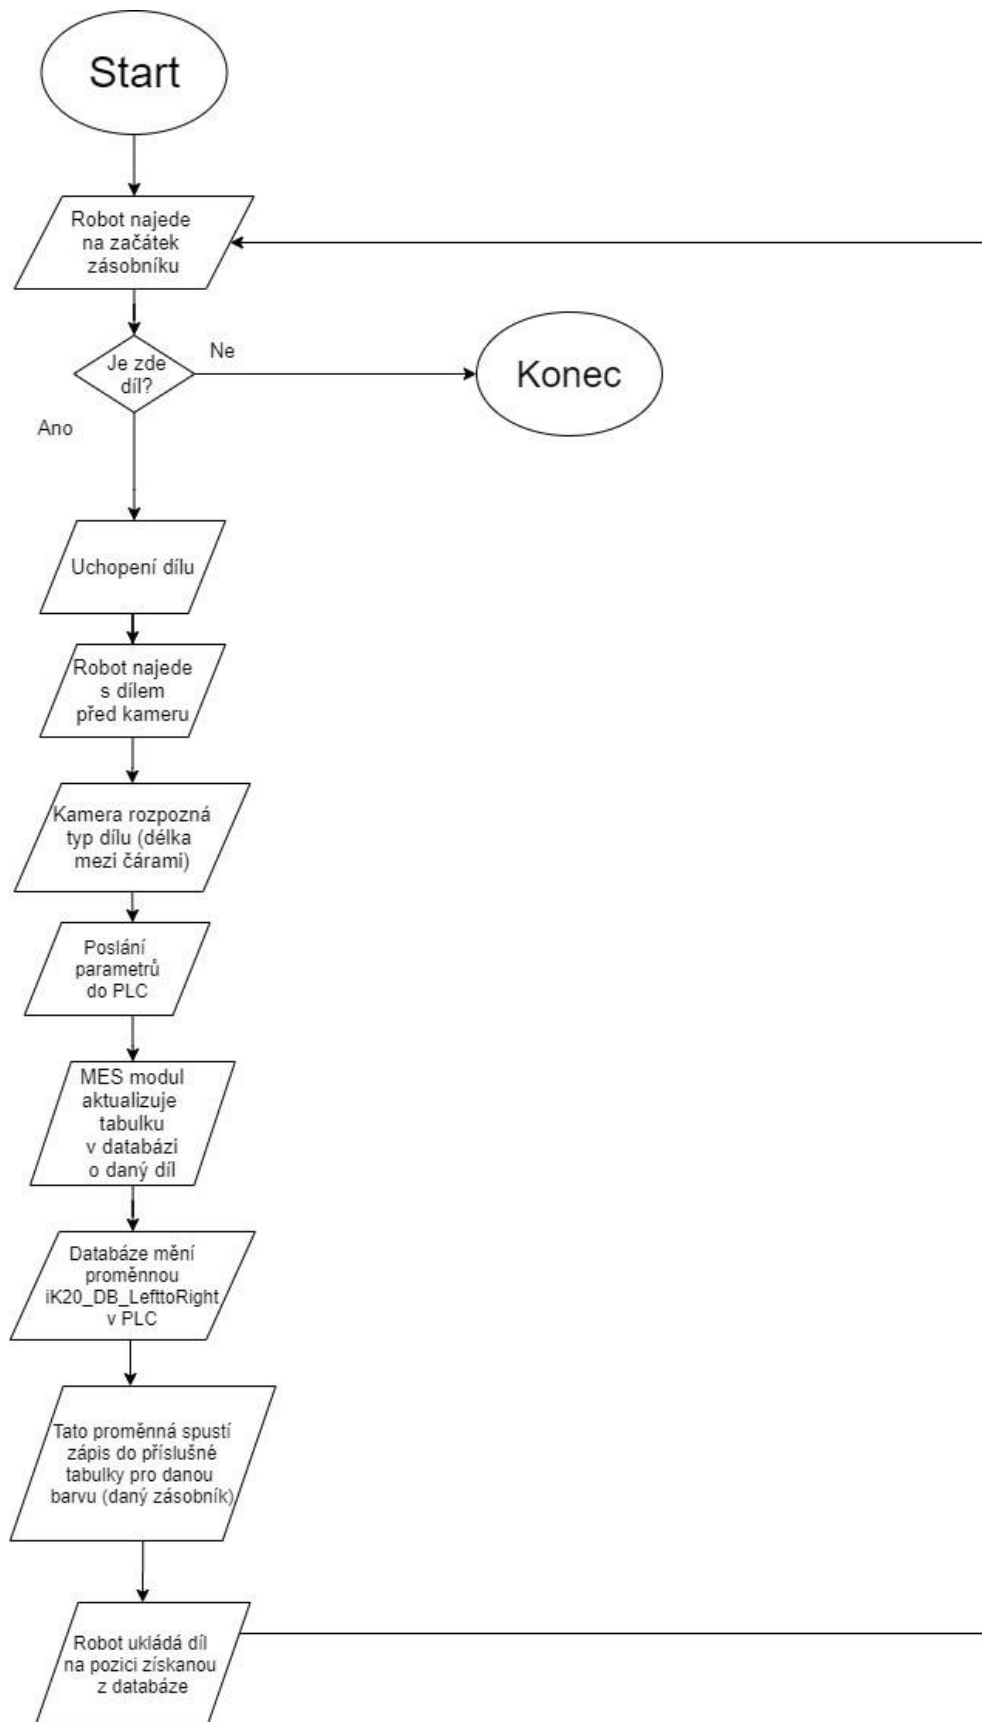 Start
Robot najede
na začátek
zásobníku
Je zde
díl?
Ne
Konec
Ano
Uchopení dílu
Robot najede
s dílem
před kameru
Kamera rozpozná
typ dílu (délka
mezi čárami)
Poslání
parametrů
do PLC
MES modul
aktualizuje
tabulku
v databázi
o daný díl
Databáze mění
proměnnou
iK20_DB_LefttoRight
v PLC
Tato proměnná spustí
zápis do příslušné
tabulky pro danou
barvu (daný zásobník)
Robot ukládá díl
na pozici získanou
z databáze